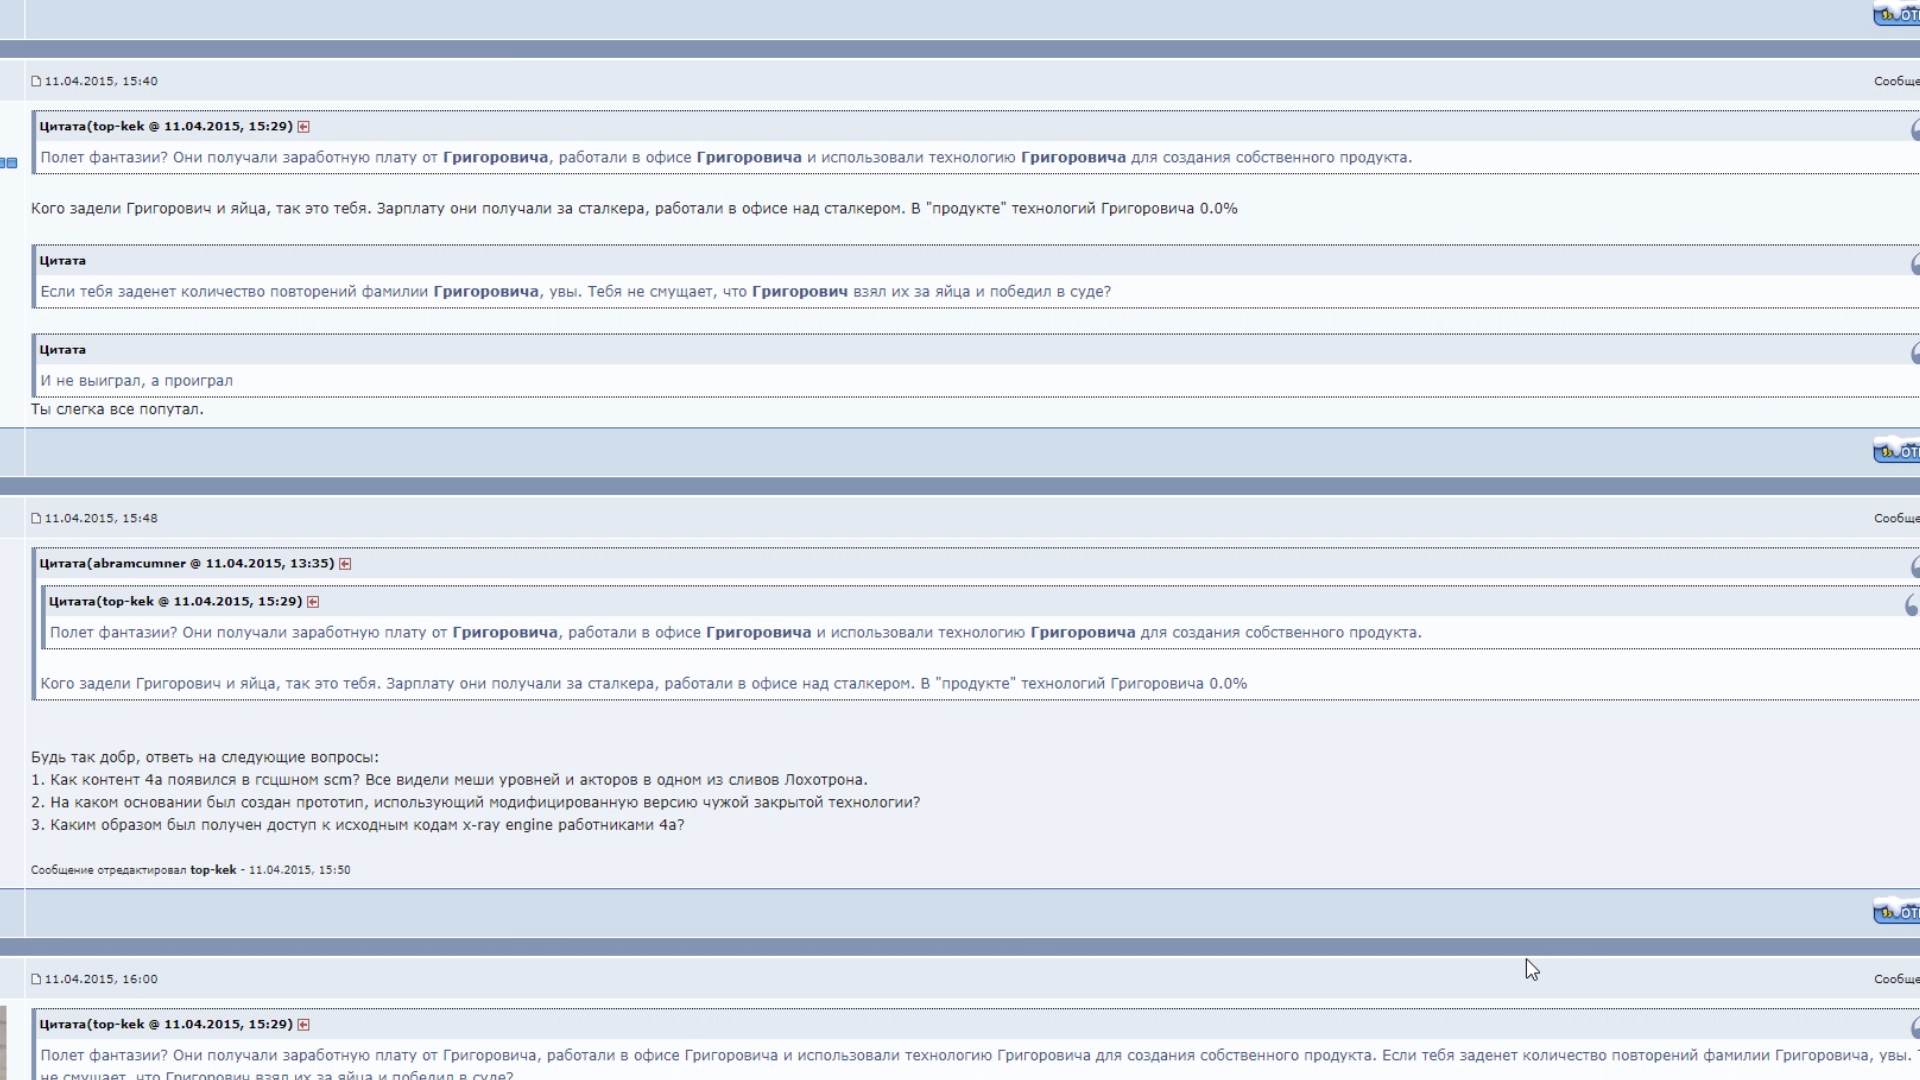 11.04.2015, 15:40
Сообще
Цитата(top-kek @ 11.04.2015, 15:29)
Полет фантазии? Они получали заработную плату от Григоровича, работали в офисе Григоровича и использовали технологию Григоровича для создания собственного продукта.
Кого задели Григорович и яйца, так это тебя. Зарплату они получали за сталкера, работали в офисе над сталкером. В "продукте" технологий Григоровича 0.0%
Цитата
Если тебя заденет количество повторений фамилии Григоровича, увы. Тебя не смущает, что Григорович взял их за яйца и победил в суде?
Цитата
И не выиграл, а проиграл
Ты слегка все попутал.
11.04.2015, 15:48
Сообще
Цитата(abramcumner @ 11.04.2015, 13:35)
Цитата(top-kek @ 11.04.2015, 15:29)
Полет фантазии? Они получали заработную плату от Григоровича, работали в офисе Григоровича и использовали технологию Григоровича для создания собственного продукта.
Кого задели Григорович и яйца, так это тебя. Зарплату они получали за сталкера, работали в офисе над сталкером. В "продукте" технологий Григоровича 0.0%
Будь так добр, ответь на следующие вопросы:
1. Как контент 4а появился в гсцшном scm? Все видели меши уровней и акторов в одном из сливов Лохотрона.
2. На каком основании был создан прототип, использующий модифицированную версию чужой закрытой технологии?
3. Каким образом был получен доступ к исходным кодам x-ray engine работниками 4а?
Сообщение отредактировал top-kek - 11.04.2015, 15:50
11.04.2015, 16:00
Сообще
Цитата(top-kek @ 11.04.2015, 15:29)
Полет фантазии? Они получали заработную плату от Григоровича, работали в офисе Григоровича и использовали технологию Григоровича для создания собственного продукта. Если тебя заденет количество повторений фамилии Григоровича, увы.
не смущает, что Григорович взял их за яйца и победил в суде?